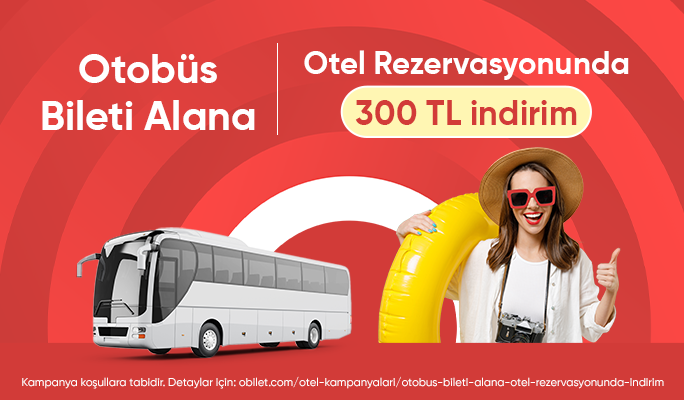 Otobüs
Bileti Alana
Otel Rezervasyonunda
300 TL indirim
Kampanya koşullara tabidir. Detaylar için: obilet.com/otel-kampanyalari/otobus-bileti-alana-otel-rezervasyonunda-indirim